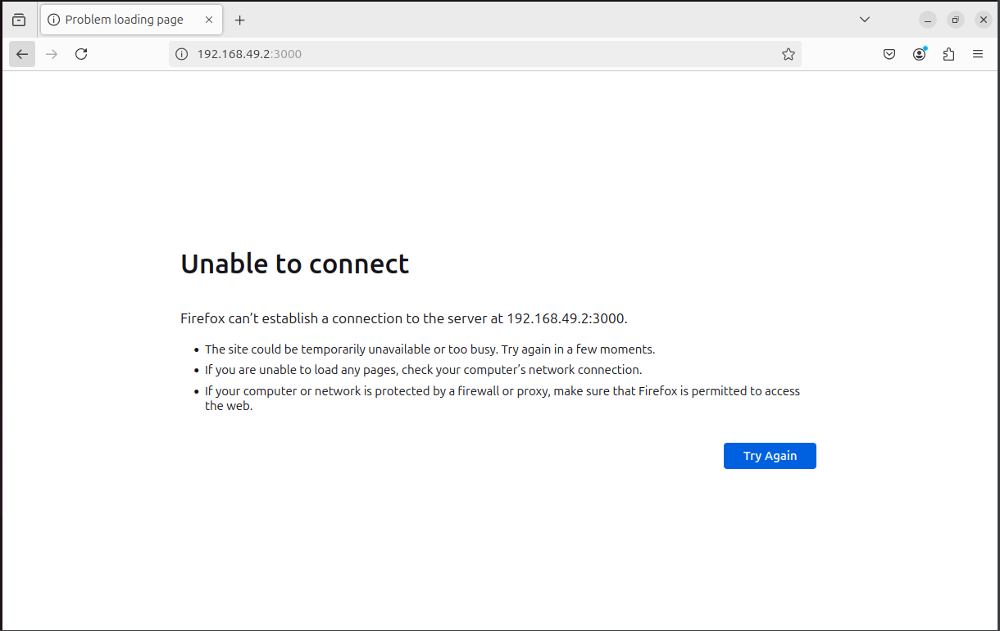 Problem loading page
192.168.49.2:3000
Unable to connect
Firefox can’t establish a connection to the server at 192.168.49.2:3000.
The site could be temporarily unavailable or too busy. Try again in a few moments.
If you are unable to load any pages, check your computer’s network connection.
If your computer or network is protected by a firewall or proxy, make sure that Firefox is permitted to access
the web.
Try Again